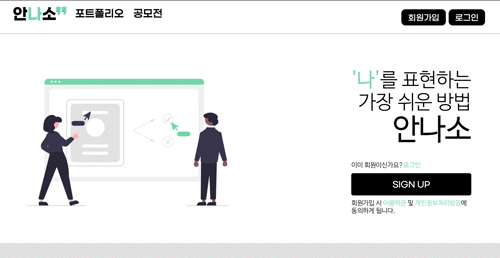 안나소
포트폴리오 공모전
회원가입 로그인
'나'를 표현하는
가장 쉬운 방법
안나소
이미 회원이신가요? 로그인
SIGN UP
회원가입 시 이용약관 및 개인정보처리방침에
동의하게 됩니다.